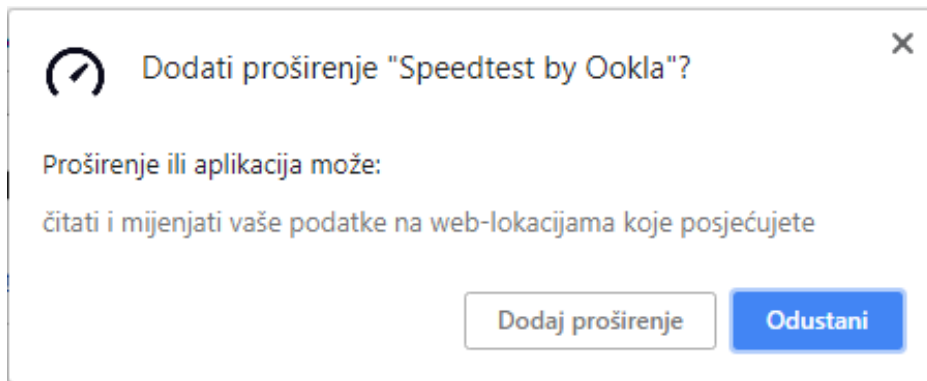 Dodati proširenje "Speedtest by Ookla"?
Proširenje ili aplikacija može:
čitati i mijenjati vaše podatke na web-lokacijama koje posjećujete
Dodaj proširenje
Odustani